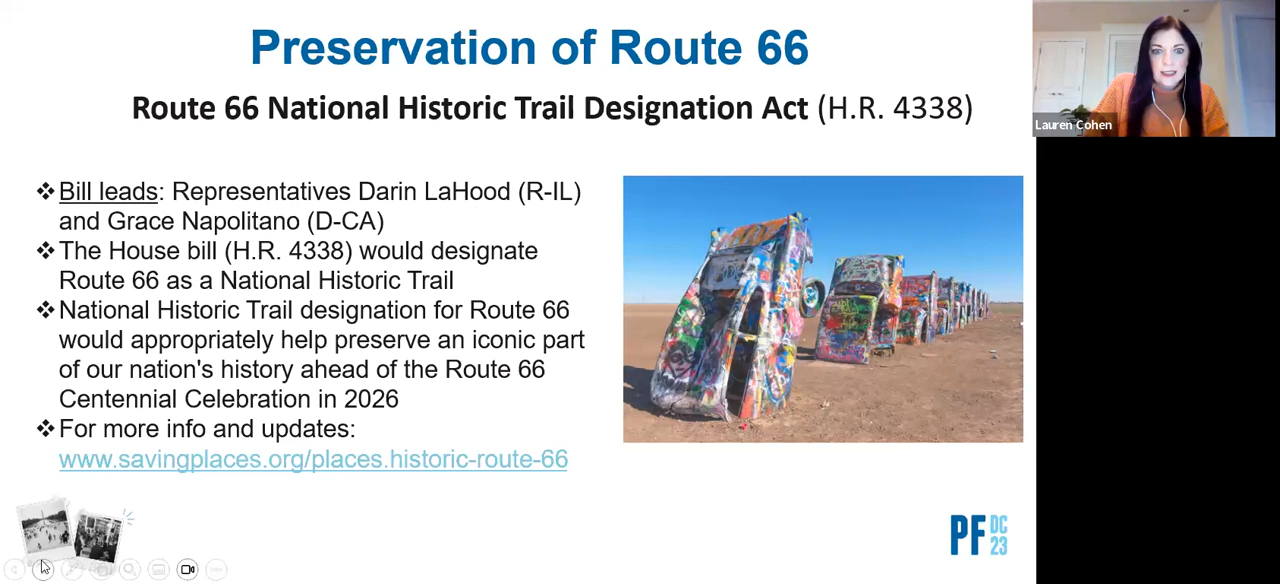 Preservation of Route 66
Route 66 National Historic Trail Designation Act (H.R. 4338)
Bill leads: Representatives Darin LaHood (R-IL)
and Grace Napolitano (D-CA)
The House bill (H.R. 4338) would designate
Route 66 as a National Historic Trail
National Historic Trail designation for Route 66
would appropriately help preserve an iconic part
of our nation's history ahead of the Route 66
Centennial Celebration in 2026
For more info and updates:
www.savingplaces.org/places.historic-route-66
Lauren Cohen
PF DC
23